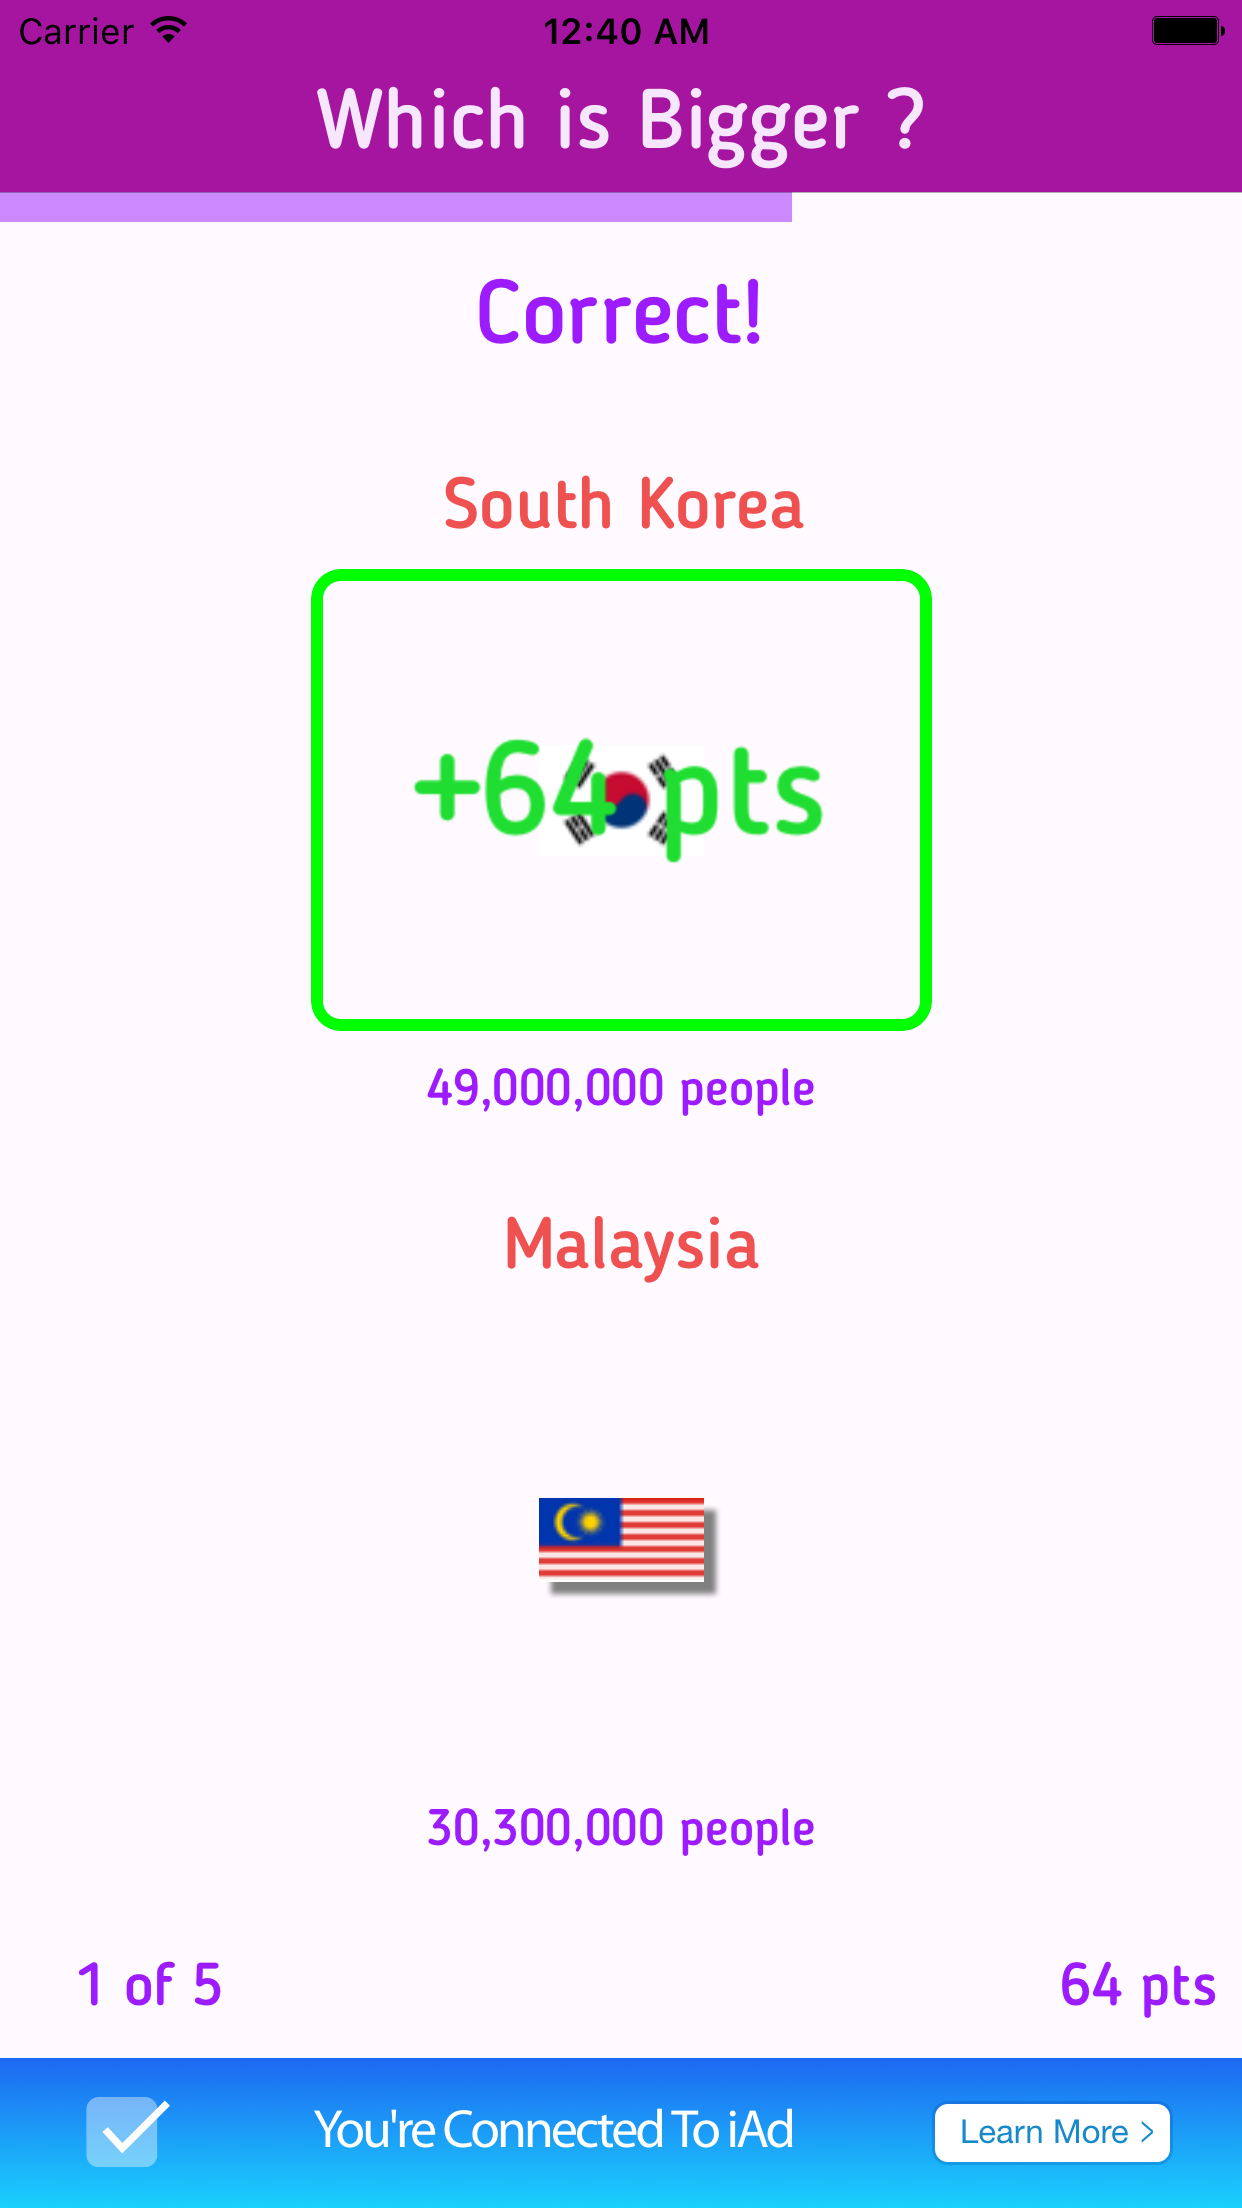 Carrier 12:40 AM
Which is Bigger ?
Correct!
South Korea
+64 pts
49,000,000 people
Malaysia
30,300,000 people
1 of 5 64 pts
You're Connected To iAd Learn More >